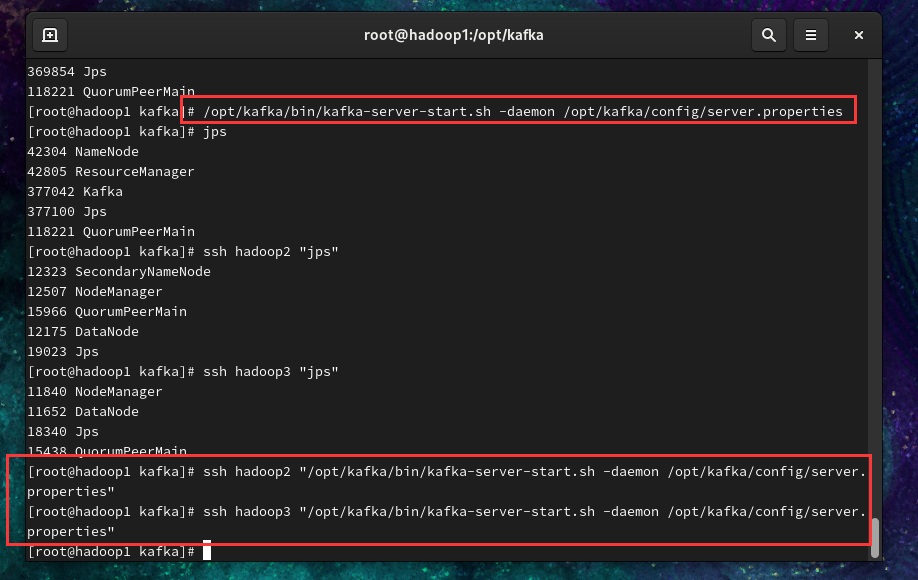 root@hadoop1:/opt/kafka
369854 Jps
118221 QuorumPeerMain
[root@hadoop1 kafka]# /opt/kafka/bin/kafka-server-start.sh -daemon /opt/kafka/config/server.properties
[root@hadoop1 kafka]# jps
42304 NameNode
42805 ResourceManager
377042 Kafka
377100 Jps
118221 QuorumPeerMain
[root@hadoop1 kafka]# ssh hadoop2 "jps"
12323 SecondaryNameNode
12507 NodeManager
15966 QuorumPeerMain
12175 DataNode
19023 Jps
[root@hadoop1 kafka]# ssh hadoop3 "jps"
11840 NodeManager
11652 DataNode
18340 Jps
15438 QuorumPeerMain
[root@hadoop1 kafka]# ssh hadoop2 "/opt/kafka/bin/kafka-server-start.sh -daemon /opt/kafka/config/server.
properties"
[root@hadoop1 kafka]# ssh hadoop3 "/opt/kafka/bin/kafka-server-start.sh -daemon /opt/kafka/config/server.
properties"
[root@hadoop1 kafka]#